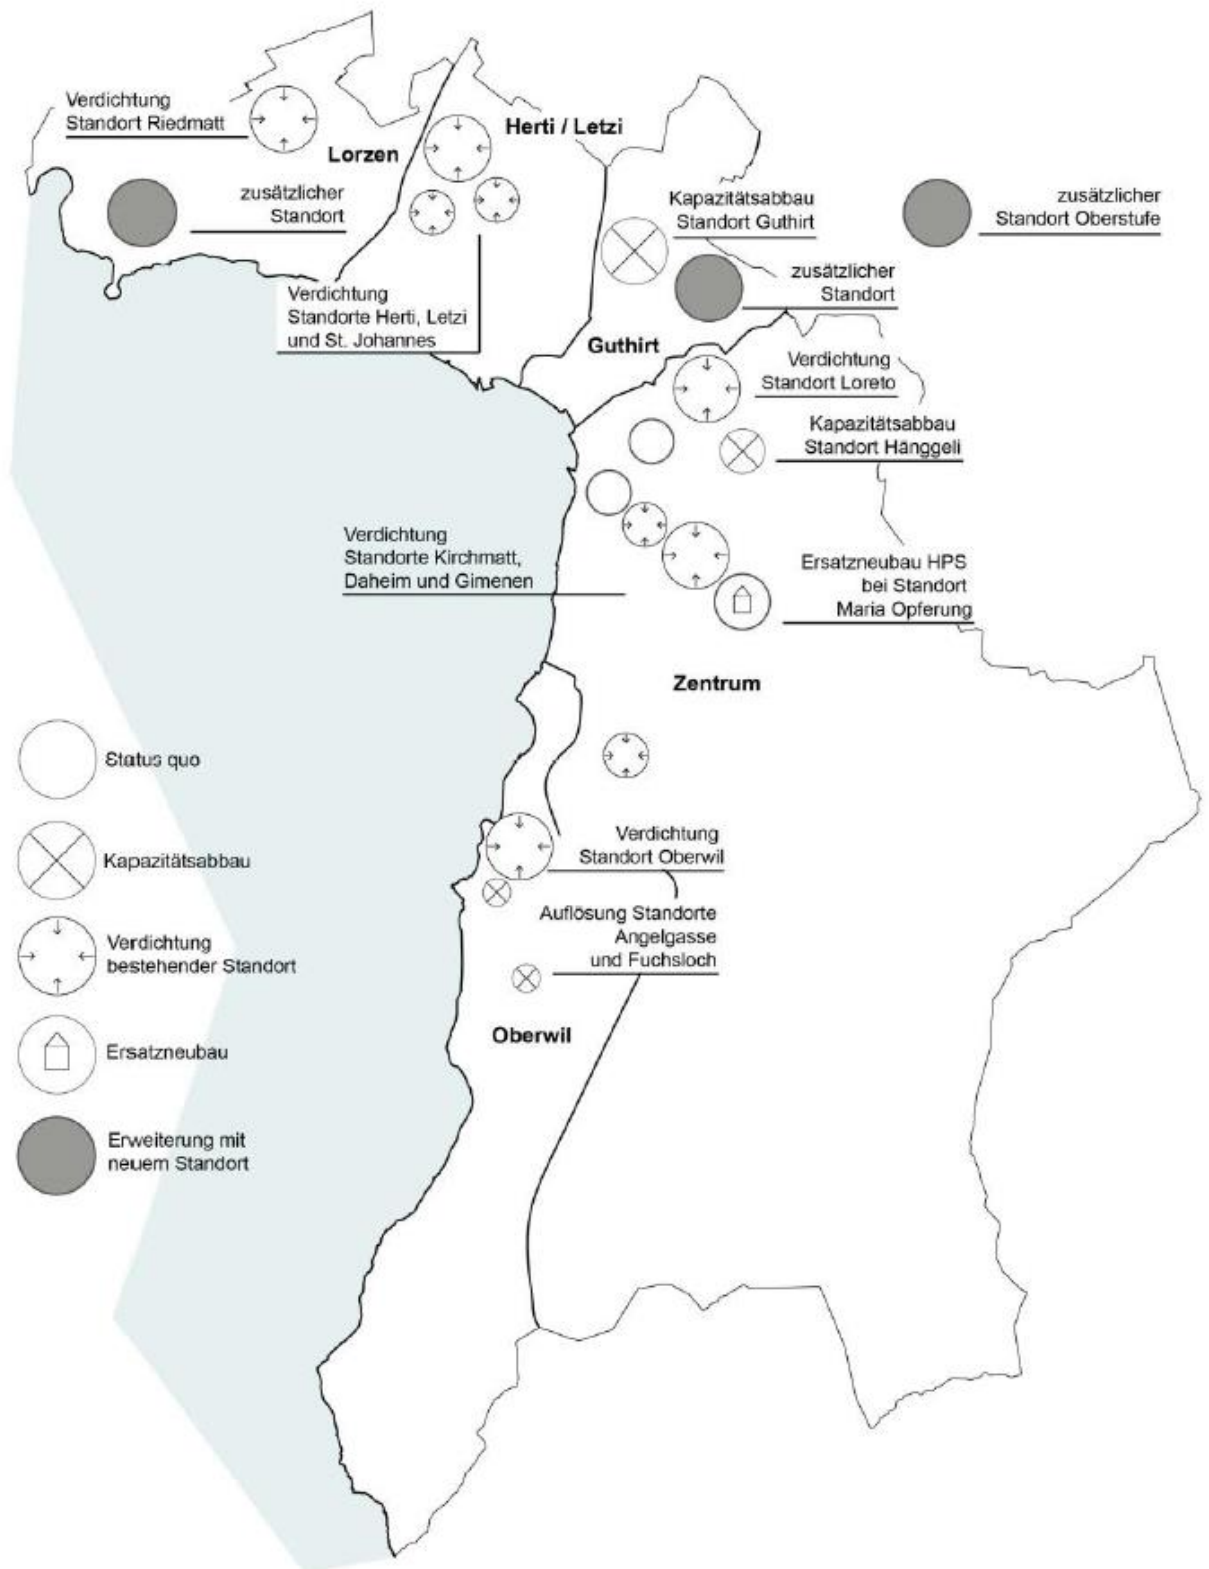 Verdichtung
Standort Riedmatt
Lorzen
Herti / Letzi
zusätzlicher
Standort
Kapazitätsabbau
Standort Guthirt
zusätzlicher
Standort Oberstufe
zusätzlicher
Standort
Verdichtung
Standorte Herti, Letzi
und St. Johannes
Guthirt
Verdichtung
Standort Loreto
Kapazitätsabbau
Standort Hänggeli
Verdichtung
Standorte Kirchmatt,
Daheim und Gimenen
Ersatzneubau HPS
bei Standort
Maria Opferung
Zentrum
Status quo
Kapazitätsabbau
Verdichtung
bestehender Standort
Ersatzneubau
Erweiterung mit
neuem Standort
Verdichtung
Standort Oberwil
Auflösung Standorte
Angelgasse
und Fuchsloch
Oberwil